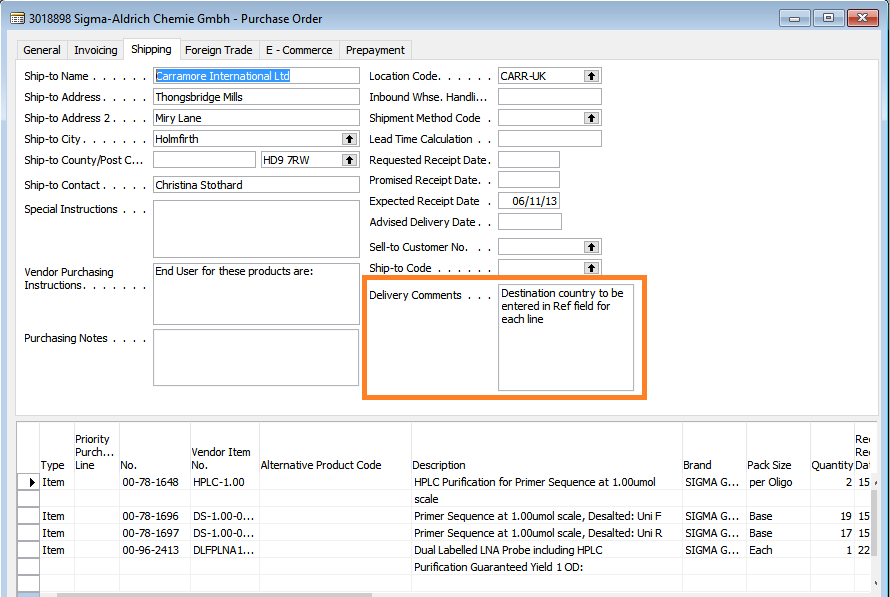 3018898 Sigma-Aldrich Chemie Gmbh - Purchase Order
General Invoicing Shipping Foreign Trade E - Commerce Prepayment
Ship-to Name . . . . . . Carramore International Ltd
Location Code. . . . . . CARR-UK
Ship-to Address. . . . . Thongsbridge Mills
Inbound Whse. Handli...
Ship-to Address 2 . . . . Miry Lane
Shipment Method Code .
Ship-to City . . . . . . . Holmfirth
Lead Time Calculation . .
Ship-to County/Post C... HD9 7RW
Requested Receipt Date.
Promised Receipt Date. .
Ship-to Contact . . . . . Christina Stothard
Expected Receipt Date . 06/11/13
Special Instructions . . .
Advised Delivery Date . .
Sell-to Customer No. . .
Ship-to Code . . . . . .
Vendor Purchasing
Instructions. . . . . . . End User for these products are:
Delivery Comments . . . Destination country to be
entered in Ref field for
each line
Purchasing Notes . . . .
Type Priority Purch... Line No. Vendor Item No. Alternative Product Code Description Brand Pack Size Quantity Rec Rec Dat
Item 00-78-1648 HPLC-1.00 HPLC Purification for Primer Sequence at 1.00umol SIGMA G... per Oligo 2 15
scale
Item 00-78-1696 DS-1.00-0... Primer Sequence at 1.00umol scale, Desalted: Uni F SIGMA G... Base 19 15
Item 00-78-1697 DS-1.00-0... Primer Sequence at 1.00umol scale, Desalted: Uni R SIGMA G... Base 17 15
Item 00-96-2413 DLFPLNA1... Dual Labelled LNA Probe including HPLC SIGMA G... Each 1 22
Purification Guaranteed Yield 1 OD: